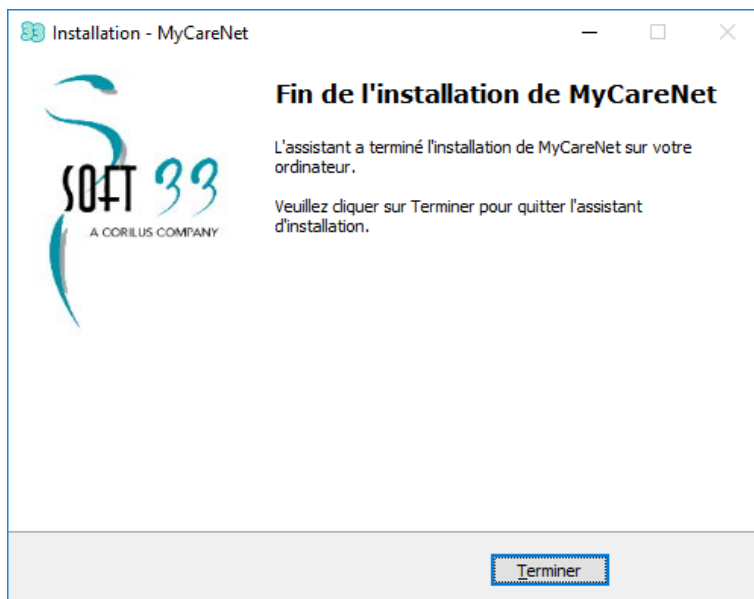 Installation - MyCareNet
Fin de l'installation de MyCareNet
L'assistant a terminé l'installation de MyCareNet sur votre
ordinateur.
Veuillez cliquer sur Terminer pour quitter l'assistant
d'installation.
SOFT 33
A CORILUS COMPANY
Terminer